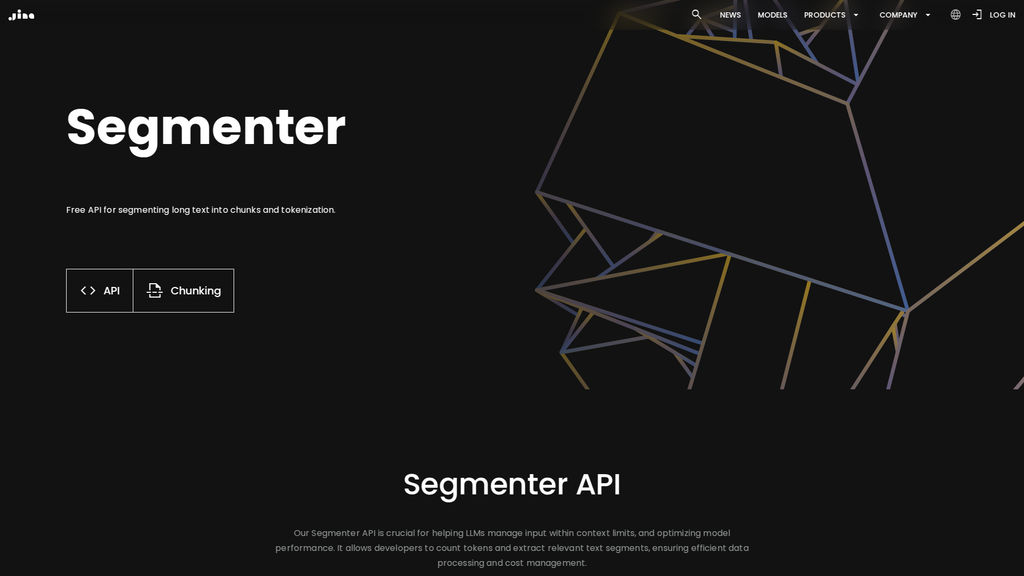 Jina
NEWS
MODELS
PRODUCTS
COMPANY
LOG IN
Segmenter
Free API for segmenting long text into chunks and tokenization.
API
Chunking
Segmenter API
Our Segmenter API is crucial for helping LLMs manage input within context limits, and optimizing model
performance. It allows developers to count tokens and extract relevant text segments, ensuring efficient data
processing and cost management.